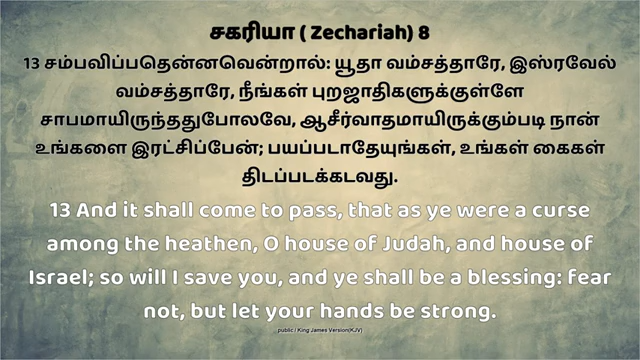 சகரியா ( Zechariah) 8
13 சம்பவிப்பதென்னவென்றால்: யூதா வம்சத்தாரே, இஸ்ரவேல்
வம்சத்தாரே, நீங்கள் புறஜாதிகளுக்குள்ளே
சாபமாயிருந்ததுபோலவே, ஆசீர்வாதமாயிருக்கும்படி நான்
உங்களை இரட்சிப்பேன்; பயப்படாதேயுங்கள், உங்கள் கைகள்
திடப்படக்கடவது.
13 And it shall come to pass, that as ye were a curse
among the heathen, O house of Judah, and house of
Israel; so will I save you, and ye shall be a blessing: fear
not, but let your hands be strong.
public / King James Version(KJV)